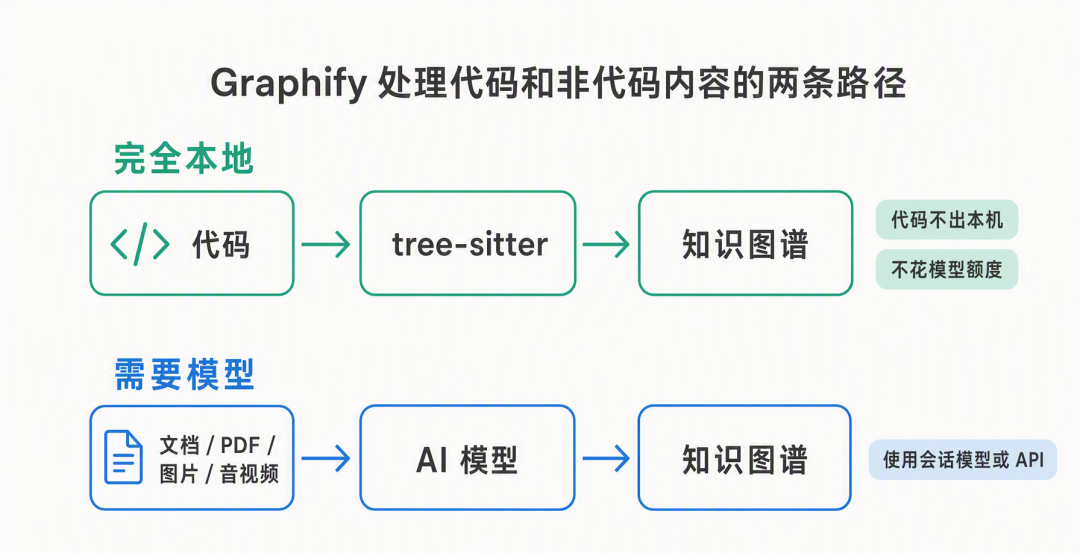 Graphify 处理代码和非代码内容的两条路径
完全本地
</> 代码
tree-sitter
知识图谱
代码不出本机
不花模型额度
需要模型
文档 / PDF /
图片 / 音视频
AI 模型
知识图谱
使用会话模型或 API